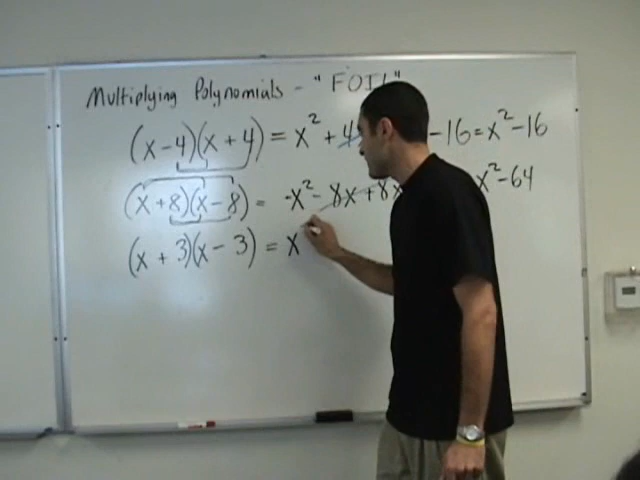 Multiplying Polynomials - "FOIL"
(x - 4)(x + 4) = x² + 4 -16 = x² - 16
(x + 8)(x - 8) = x² - 8x + 8x x² - 64
(x + 3)(x - 3) = x